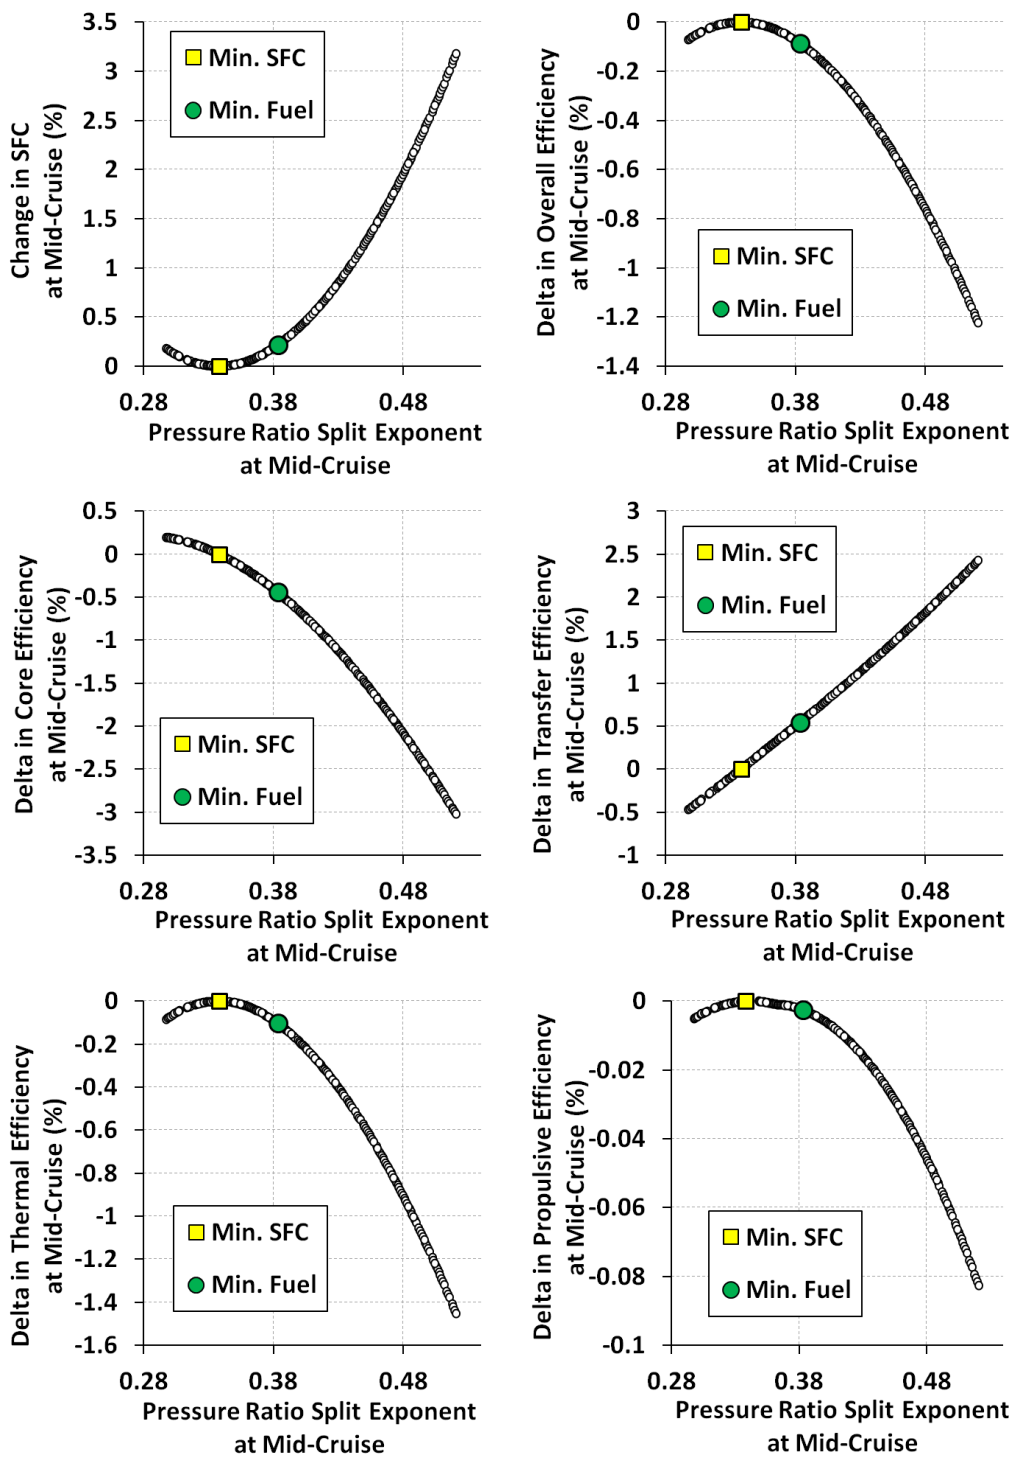 Change in SFC
at Mid-Cruise (%)
3.5
3
2.5
2
1.5
1
0.5
0
Min. SFC
Min. Fuel
0.28 0.38 0.48
Pressure Ratio Split Exponent
at Mid-Cruise
Delta in Overall Efficiency
at Mid-Cruise (%)
0
-0.2
-0.4
-0.6
-0.8
-1
-1.2
-1.4
Min. SFC
Min. Fuel
0.28 0.38 0.48
Pressure Ratio Split Exponent
at Mid-Cruise
Delta in Core Efficiency
at Mid-Cruise (%)
0.5
0
-0.5
-1
-1.5
-2
-2.5
-3
-3.5
Min. SFC
Min. Fuel
0.28 0.38 0.48
Pressure Ratio Split Exponent
at Mid-Cruise
Delta in Transfer Efficiency
at Mid-Cruise (%)
3
2.5
2
1.5
1
0.5
0
-0.5
-1
Min. SFC
Min. Fuel
0.28 0.38 0.48
Pressure Ratio Split Exponent
at Mid-Cruise
Delta in Thermal Efficiency
at Mid-Cruise (%)
0
-0.2
-0.4
-0.6
-0.8
-1
-1.2
-1.4
-1.6
Min. SFC
Min. Fuel
0.28 0.38 0.48
Pressure Ratio Split Exponent
at Mid-Cruise
Delta in Propulsive Efficiency
at Mid-Cruise (%)
0
-0.02
-0.04
-0.06
-0.08
-0.1
Min. SFC
Min. Fuel
0.28 0.38 0.48
Pressure Ratio Split Exponent
at Mid-Cruise